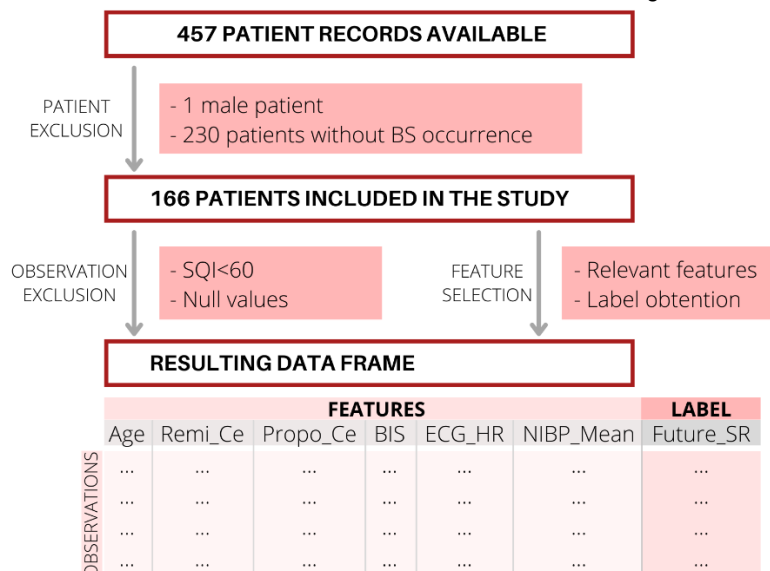 457 PATIENT RECORDS AVAILABLE
PATIENT
EXCLUSION
- 1 male patient
- 230 patients without BS occurrence
166 PATIENTS INCLUDED IN THE STUDY
OBSERVATION
EXCLUSION
- SQI<60
- Null values
FEATURE
SELECTION
- Relevant features
- Label obtention
RESULTING DATA FRAME
FEATURES LABEL
Age Remi_Ce Propo_Ce BIS ECG_HR NIBP_Mean Future_SR
OBSERVATIONS
... ... ... ... ... ... ...
... ... ... ... ... ... ...
... ... ... ... ... ... ...
... ... ... ... ... ... ...